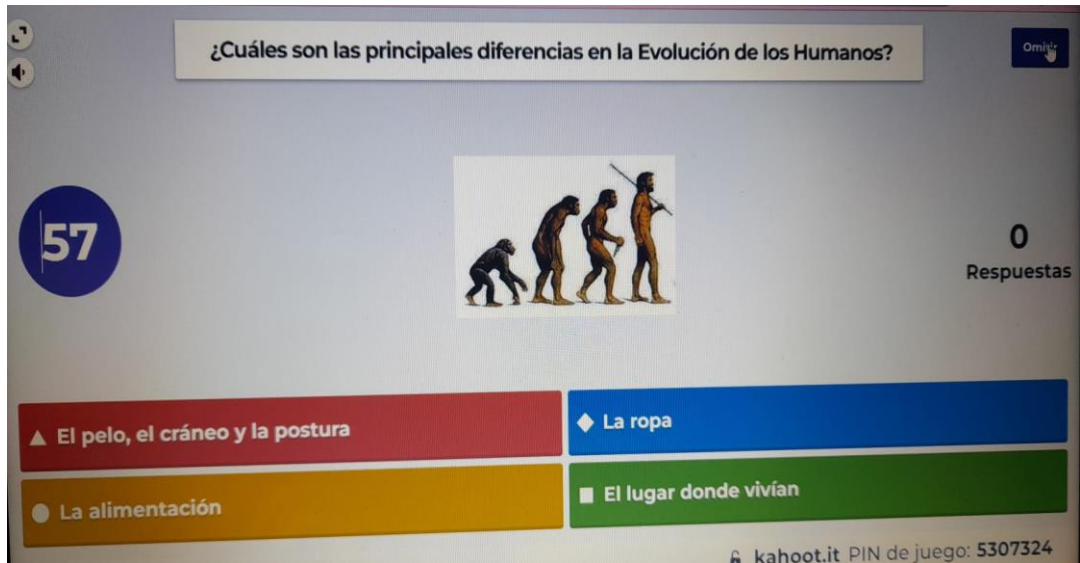 ¿Cuáles son las principales diferencias en la Evolución de los Humanos?
Omitir
57
0
Respuestas
El pelo, el cráneo y la postura
La ropa
La alimentación
El lugar donde vivían
kahoot.it PIN de juego: 5307324